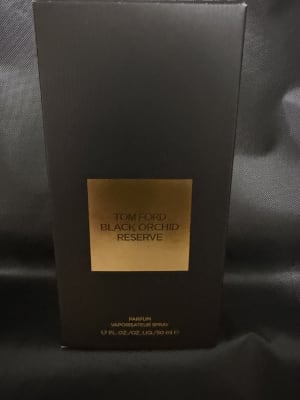 TOM FORD
BLACK ORCHID
RESERVE
PARFUM
VAPORISATEUR SPRAY
1.7 FL.OZ./OZ. LIQ./50 ml ℮